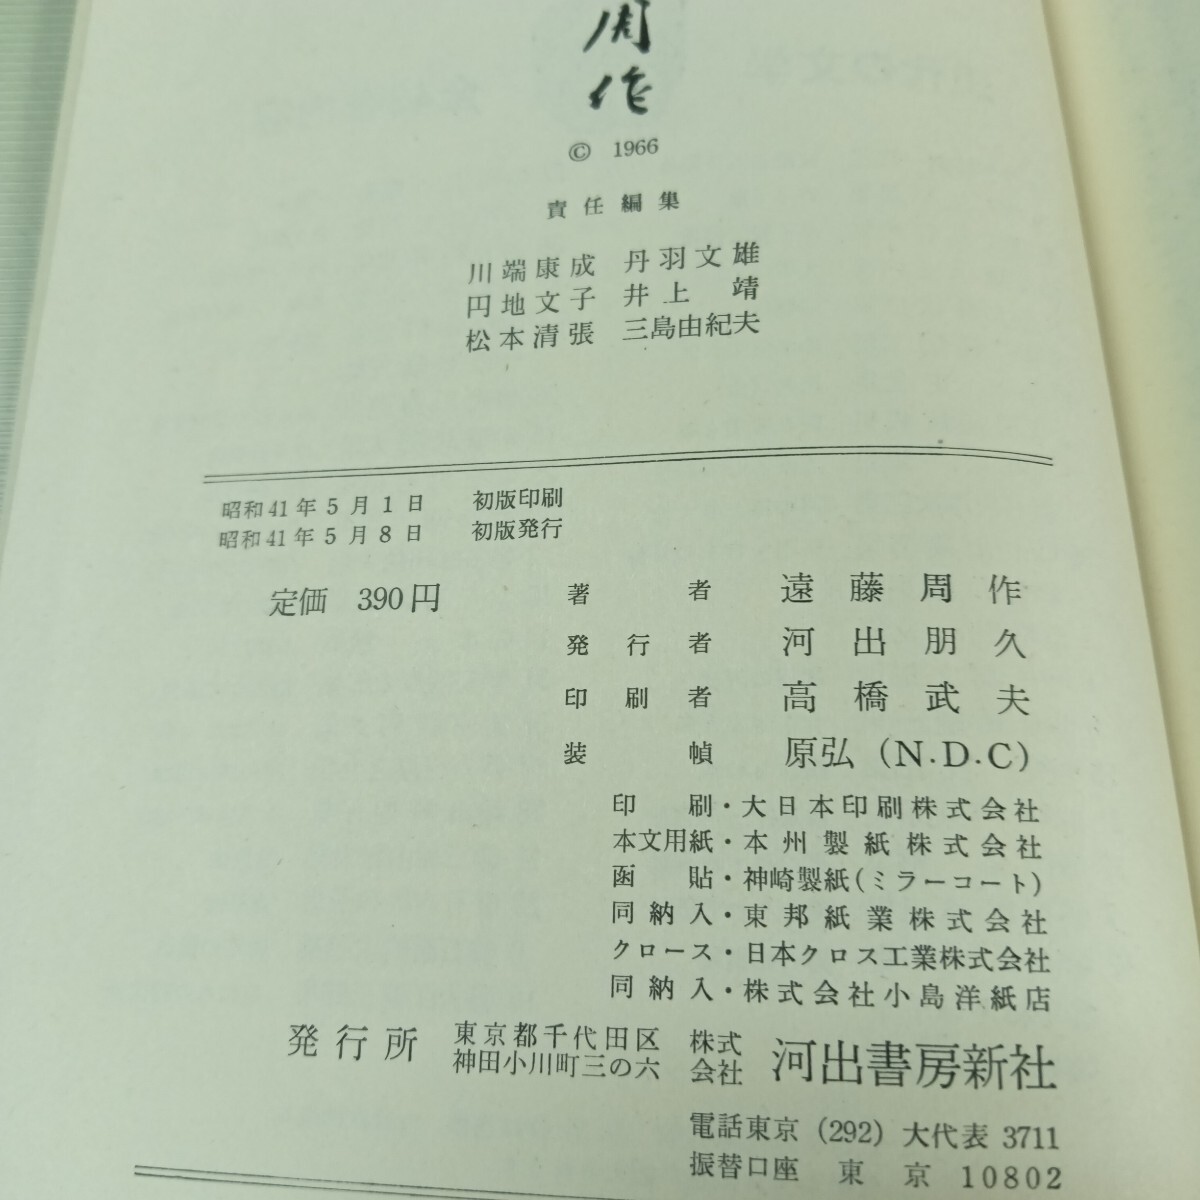 周作
© 1966
責任編集
川端康成 丹羽文雄
円地文子 井上靖
松本清張 三島由紀夫
昭和41年5月1日 初版印刷
昭和41年5月8日 初版発行
定価 390円
著者 遠藤周作
発行者 河出朋久
印刷者 高橋武夫
装幀 原弘(N.D.C)
印刷・大日本印刷株式会社
本文用紙・本州製紙株式会社
函貼・神崎製紙(ミラーコート)
同納入・東邦紙業株式会社
クロース・日本クロス工業株式会社
同納入・株式会社小島洋紙店
発行所 東京都千代田区神田小川町三の六 株式会社 河出書房新社
電話東京(292)大代表3711
振替口座 東京 10802